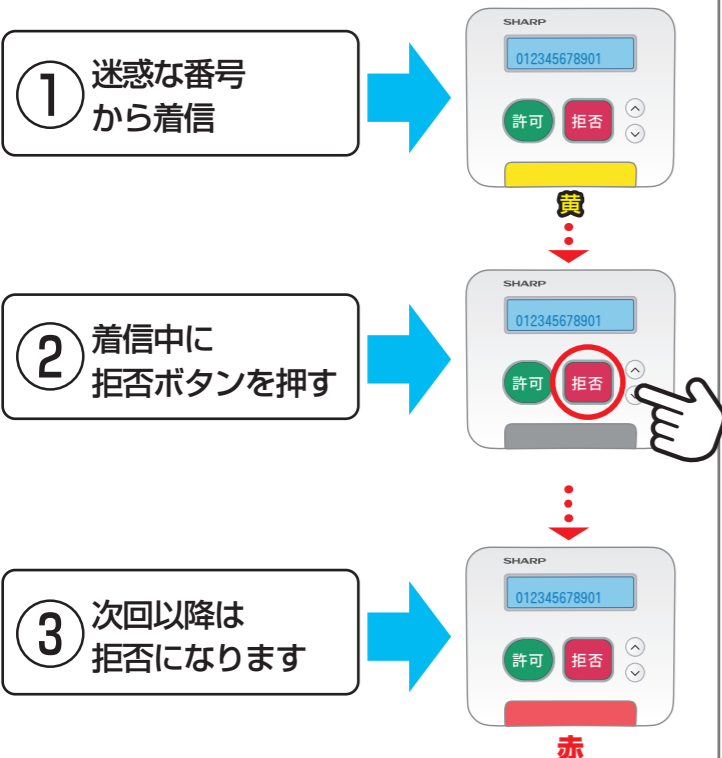 ① 迷惑な番号
から着信
SHARP
012345678901
許可 拒否
黄
② 着信中に
拒否ボタンを押す
SHARP
012345678901
許可 拒否
③ 次回以降は
拒否になります
SHARP
012345678901
許可 拒否
赤